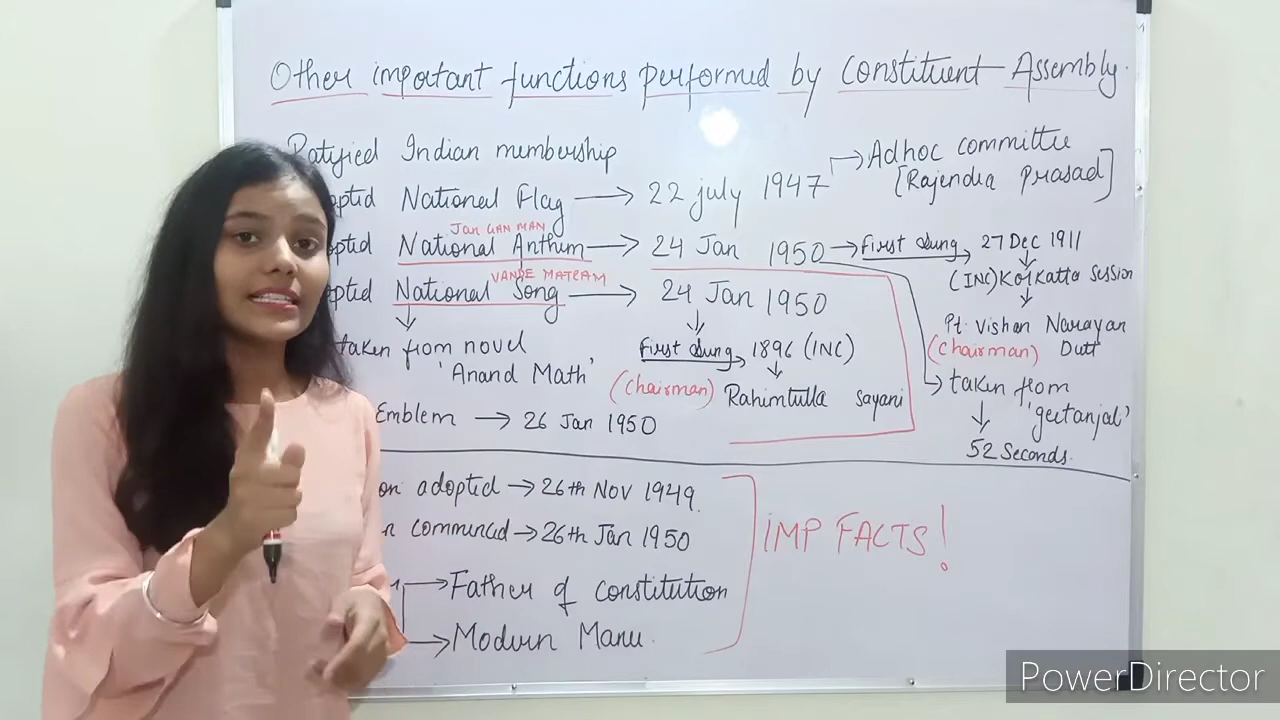 Other important functions performed by Constituent Assembly.
Ratified Indian membership
opted National Flag → 22 july 1947 → Adhoc committee
[Rajendra Prasad]
JAN GAN MAN
opted National Anthem → 24 Jan 1950 → First Sung → 27 Dec 1911
(INC) Kolkatta Session
Pt. Vishan Narayan Dutt
(Chairman)
taken from 'geetanjali'
52 Seconds.
VANDE MATRAM
opted National Song → 24 Jan 1950
taken from novel
'Anand Math'
First Sung → 1896 (INC)
(Chairman) Rahimtulla Sayani
Emblem → 26 Jan 1950
on adopted → 26th Nov 1949.
n commenced → 26th Jan 1950
→ Father of constitution
→ Modern Manu.
IMP FACTS!
PowerDirector